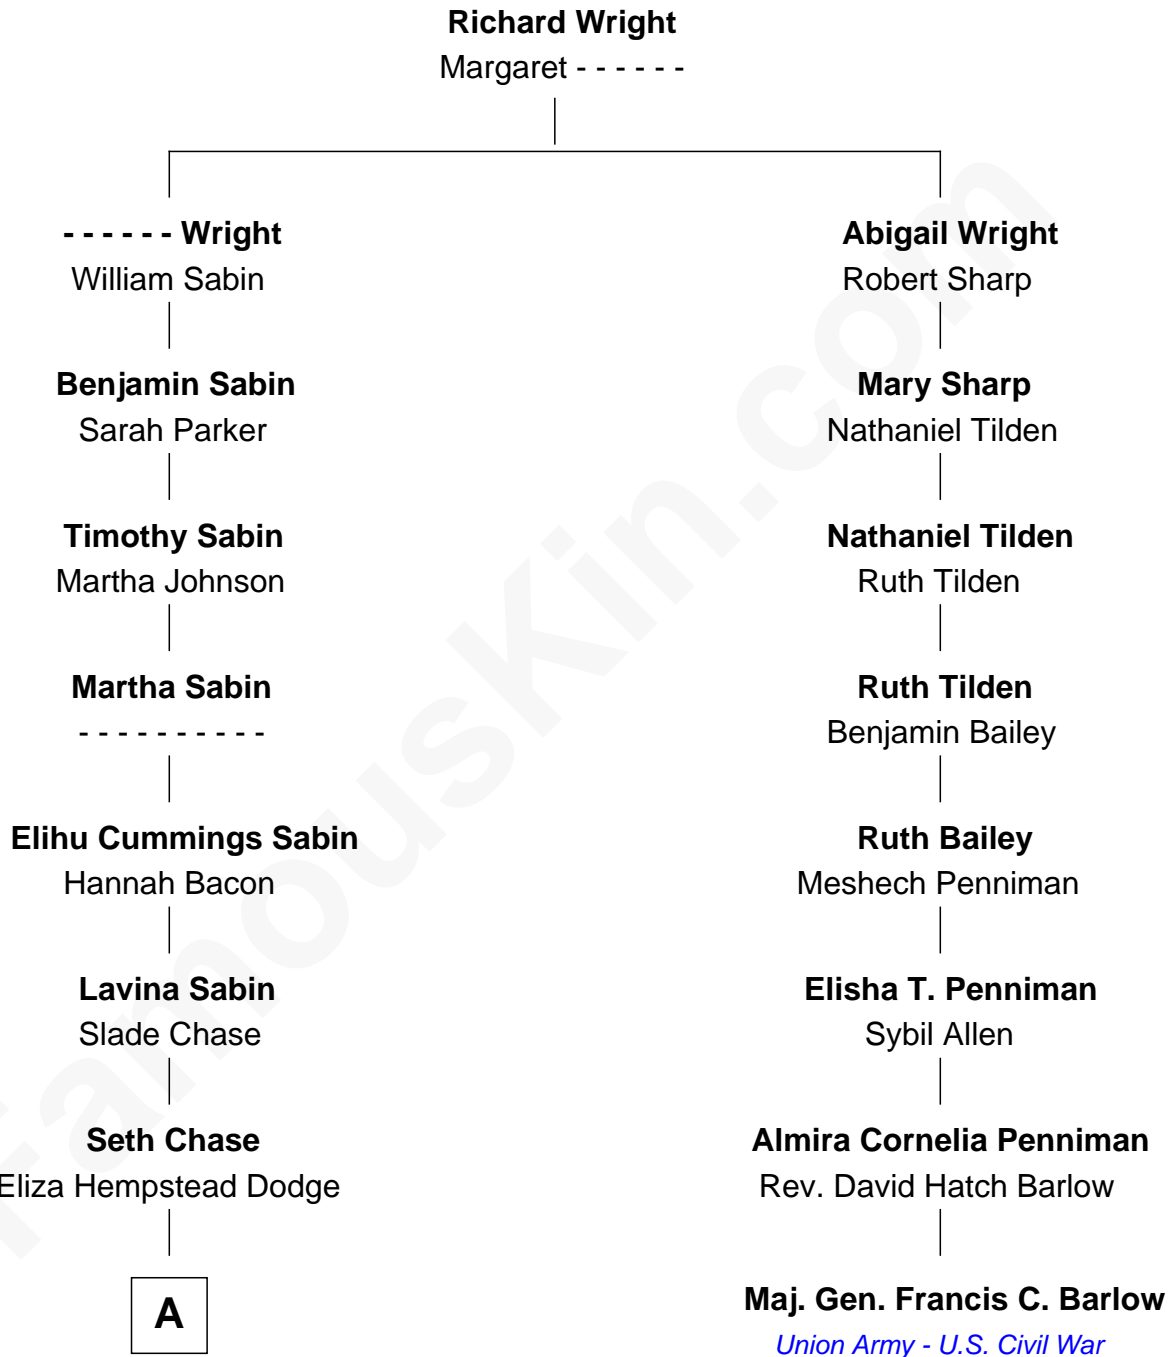 Richard Wright
Margaret - - - - - -
- - - - - - Wright
William Sabin
Benjamin Sabin
Sarah Parker
Timothy Sabin
Martha Johnson
Martha Sabin
- - - - - - - - - -
Elihu Cummings Sabin
Hannah Bacon
Lavina Sabin
Slade Chase
Seth Chase
Eliza Hempstead Dodge
A
Abigail Wright
Robert Sharp
Mary Sharp
Nathaniel Tilden
Nathaniel Tilden
Ruth Tilden
Ruth Tilden
Benjamin Bailey
Ruth Bailey
Meshech Penniman
Elisha T. Penniman
Sybil Allen
Almira Cornelia Penniman
Rev. David Hatch Barlow
Maj. Gen. Francis C. Barlow
Union Army - U.S. Civil War
FamousKin.com